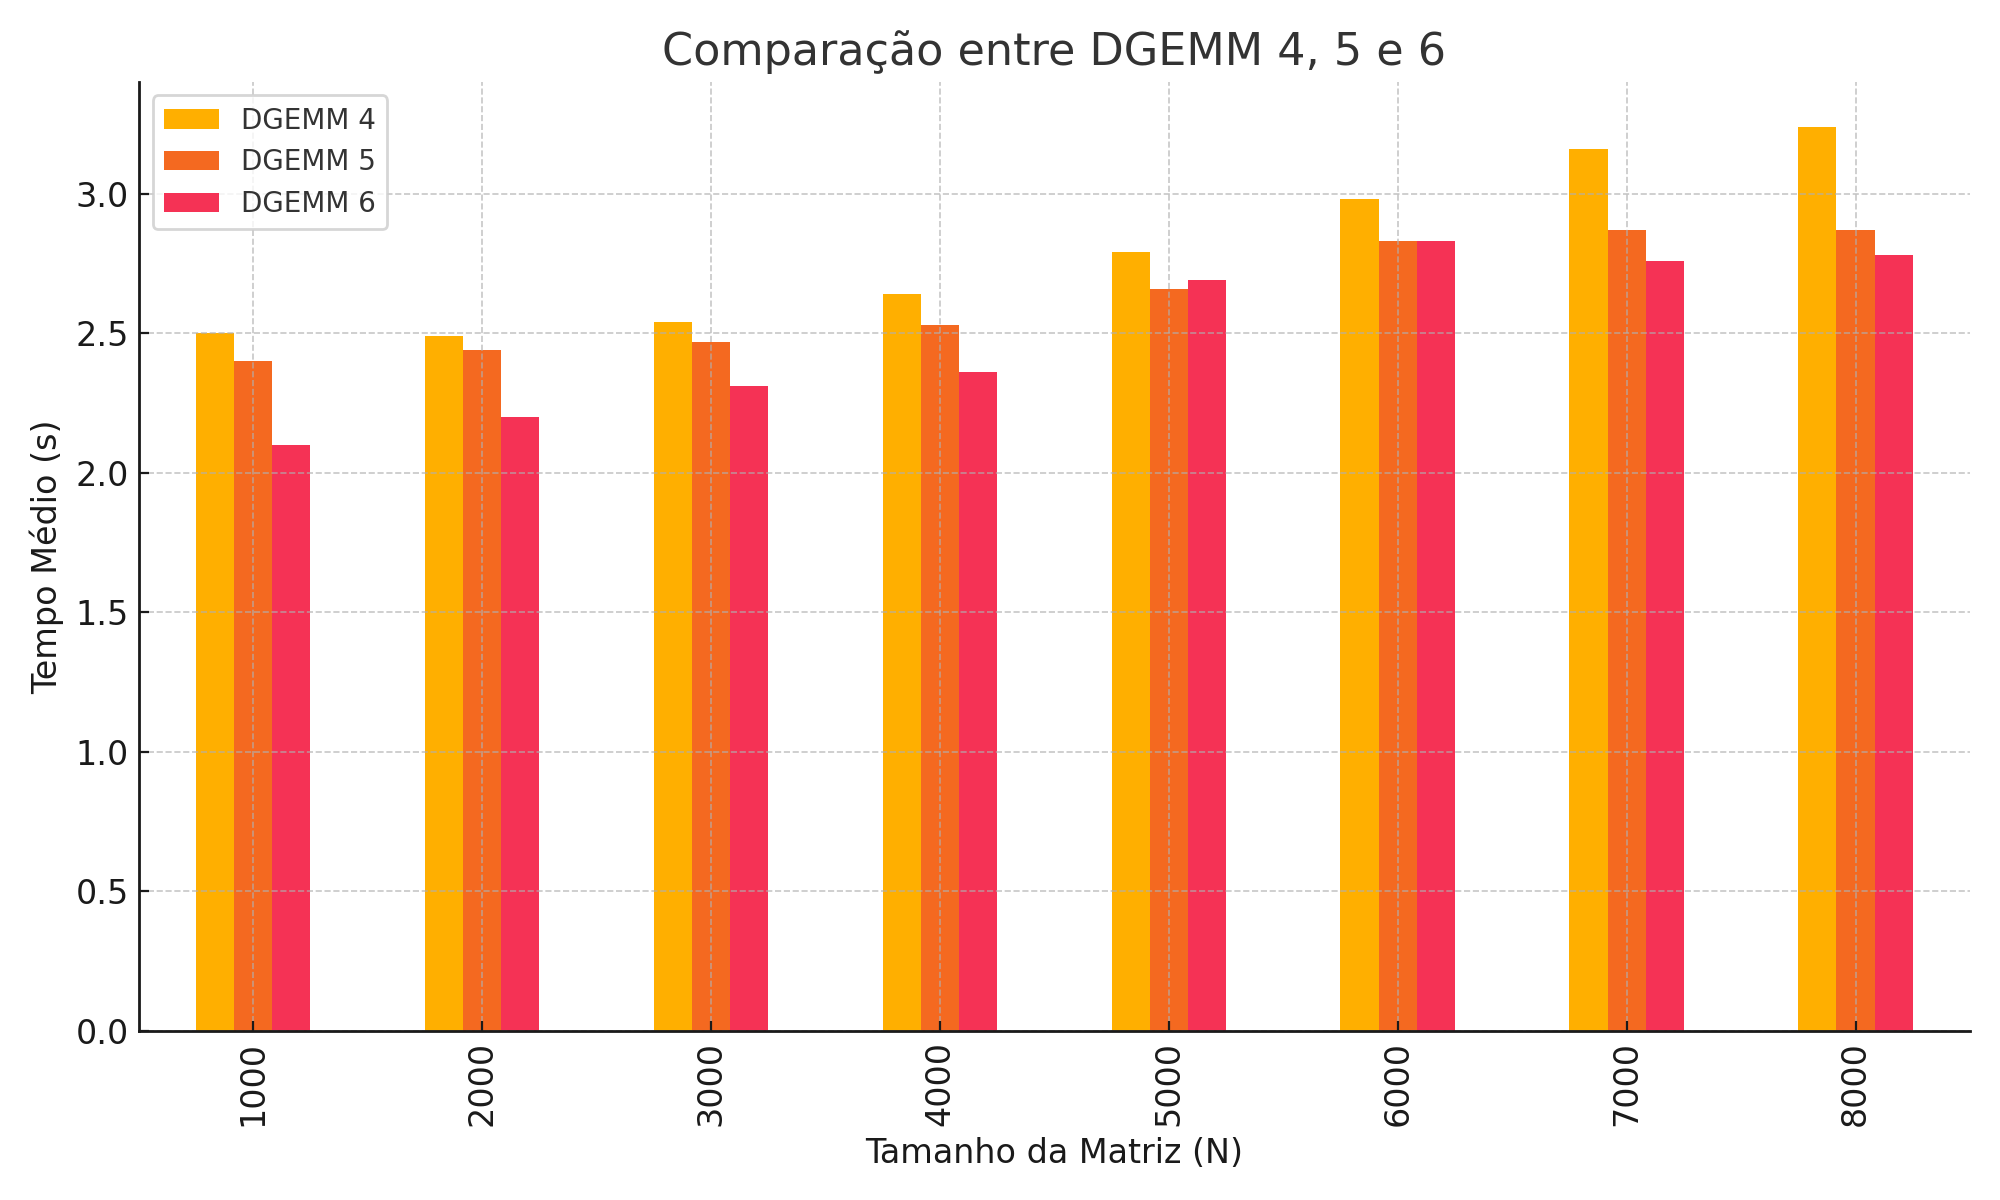 Comparação entre DGEMM 4, 5 e 6
DGEMM 4
DGEMM 5
DGEMM 6
Tempo Médio (s)
3.0
2.5
2.0
1.5
1.0
0.5
0.0
1000
2000
3000
4000
5000
6000
7000
8000
Tamanho da Matriz (N)